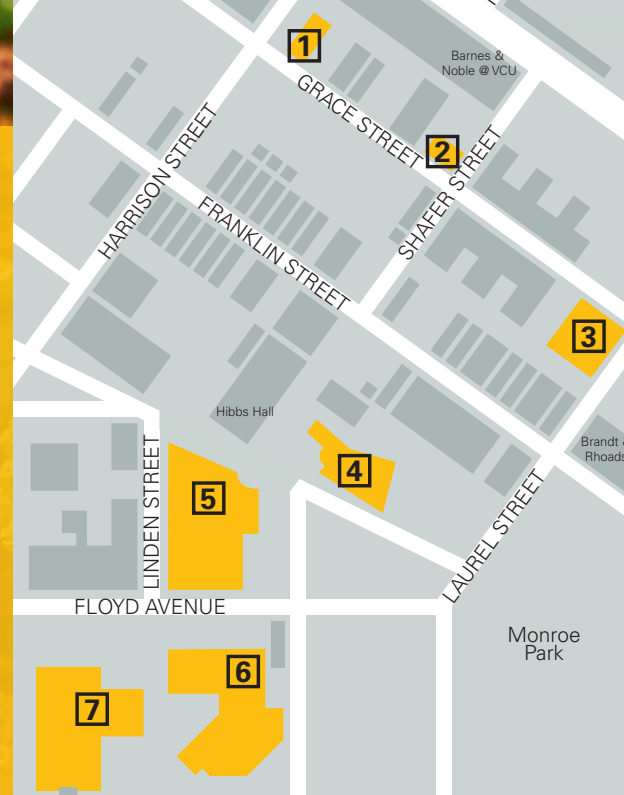 1
Barnes &
Noble @ VCU
GRACE STREET
2
HARRISON STREET
SHAFER STREET
FRANKLIN STREET
3
Hibbs Hall
Brandt &
Rhoads
4
LINDEN STREET
5
LAUREL STREET
FLOYD AVENUE
Monroe
Park
6
7